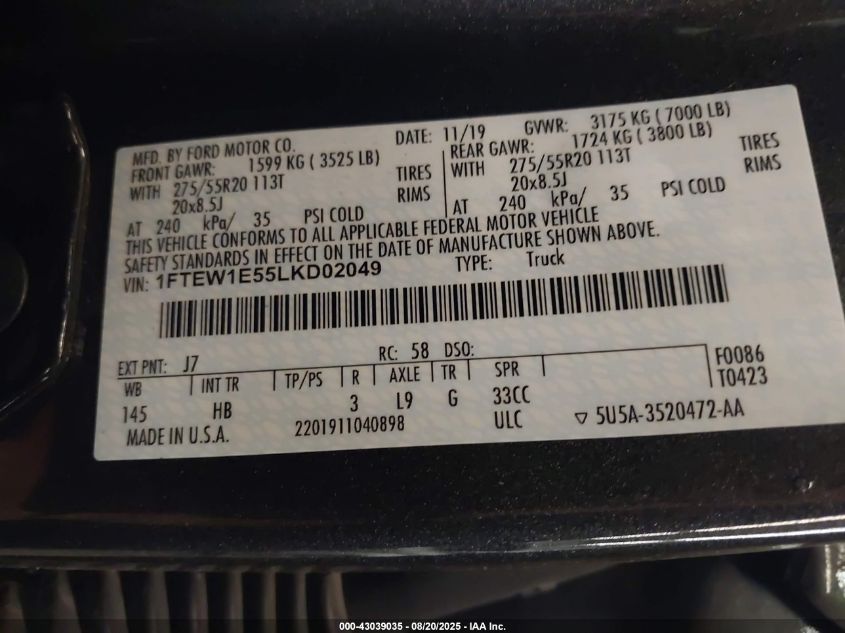 MFD. BY FORD MOTOR CO. DATE: 11/19 GVWR: 3175 KG ( 7000 LB)
FRONT GAWR: 1599 KG ( 3525 LB) REAR GAWR: 1724 KG ( 3800 LB)
WITH 275/55R20 113T TIRES WITH 275/55R20 113T TIRES
20x8.5J RIMS 20x8.5J RIMS
AT 240 kPa/ 35 PSI COLD AT 240 kPa/ 35 PSI COLD
THIS VEHICLE CONFORMS TO ALL APPLICABLE FEDERAL MOTOR VEHICLE
SAFETY STANDARDS IN EFFECT ON THE DATE OF MANUFACTURE SHOWN ABOVE.
VIN: 1FTEW1E55LKD02049 TYPE: Truck
EXT PNT: J7 RC: 58 DSO: F0086
WB INT TR TP/PS R AXLE TR SPR T0423
145 HB 3 L9 G 33CC
MADE IN U.S.A. 2201911040898 ULC ▽ 5U5A-3520472-AA
000-43039035 - 08/20/2025 - IAA Inc.